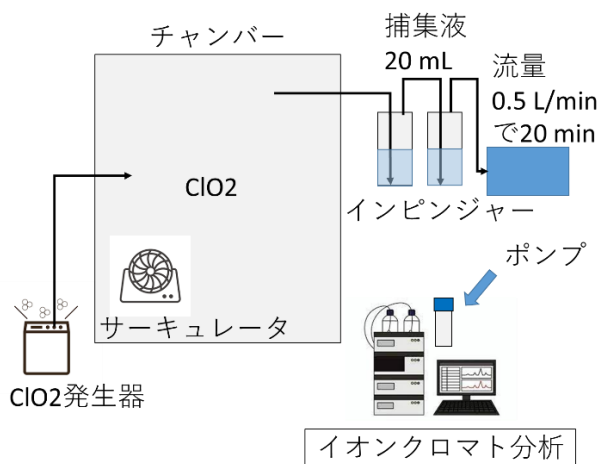 チャンバー
捕集液
20 mL
流量
0.5 L/min
で20 min
ClO2
インピンジャー
サーキュレータ
ポンプ
ClO2発生器
イオンクロマト分析